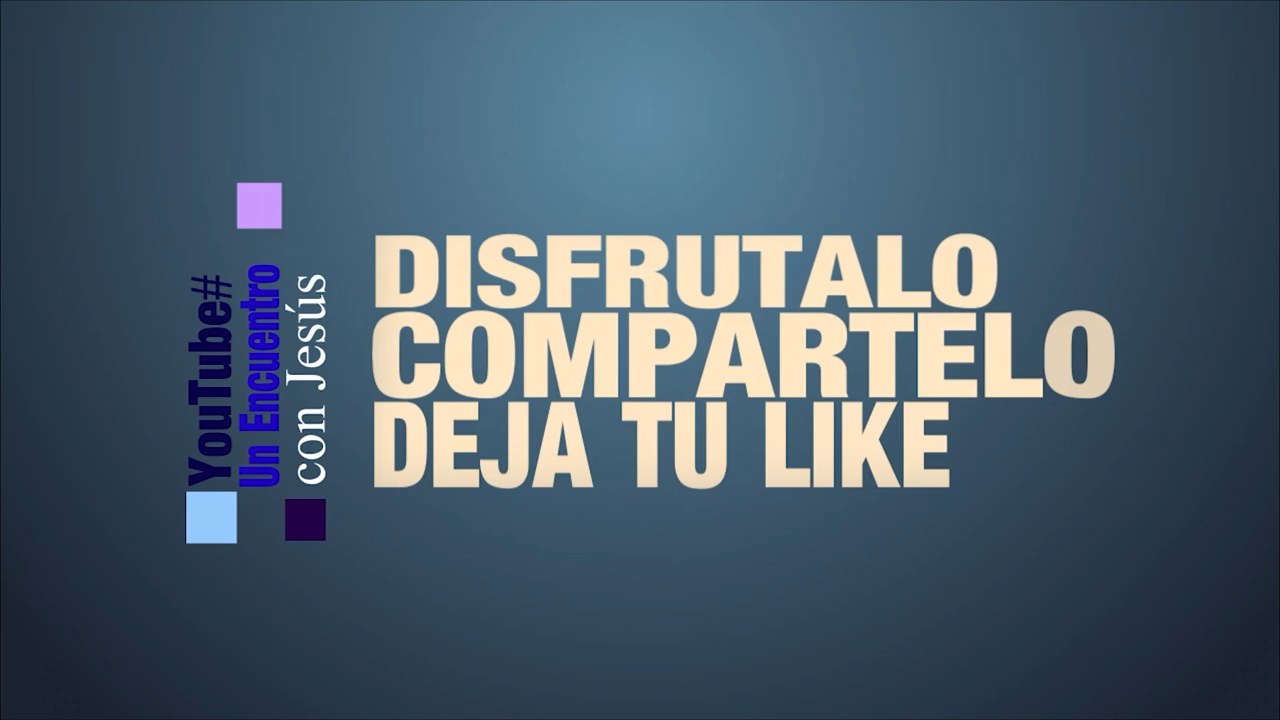 YouTube#
Un Encuentro
con Jesús
DISFRUTALO
COMPARTELO
DEJA TU LIKE